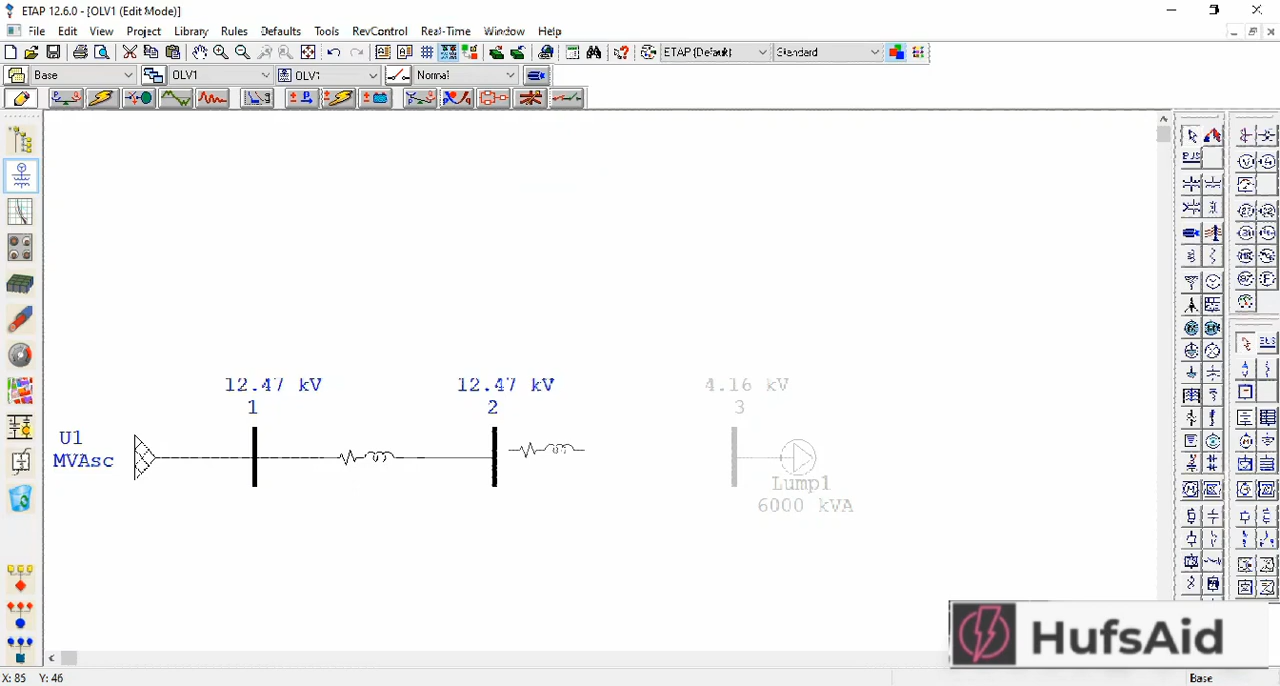 ETAP 12.6.0 - [OLV1 (Edit Mode)]
File Edit View Project Library Rules Defaults Tools RevControl Real-Time Window Help
ETAP (Default) Standard
Base OLV1 OLV1 Normal
12.47 kV 12.47 kV 4.16 kV
1 2 3
U1
MVAsc
Lump1
6000 kVA
HufsAid
X: 85 Y: 46 Base